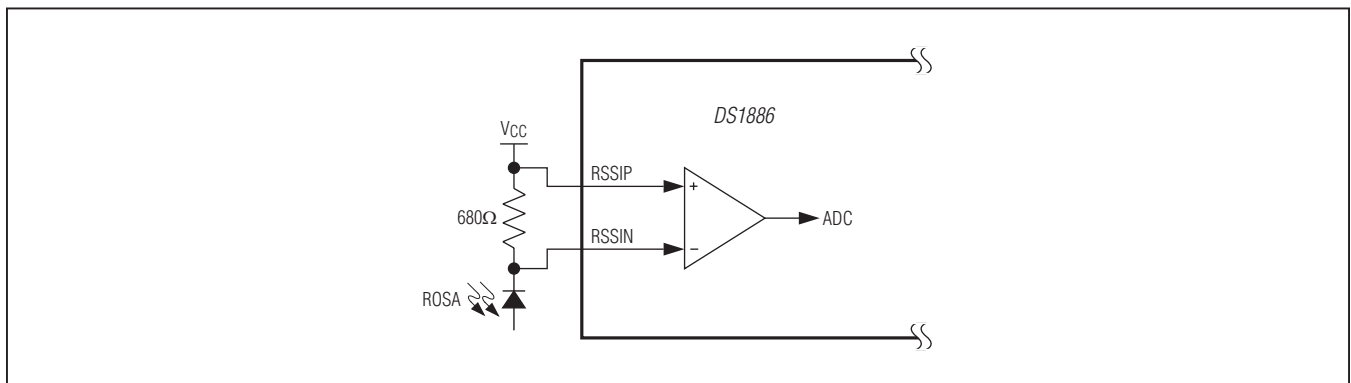 DS1886
VCC
RSSIP
+
680Ω
ADC
RSSIN
−
ROSA